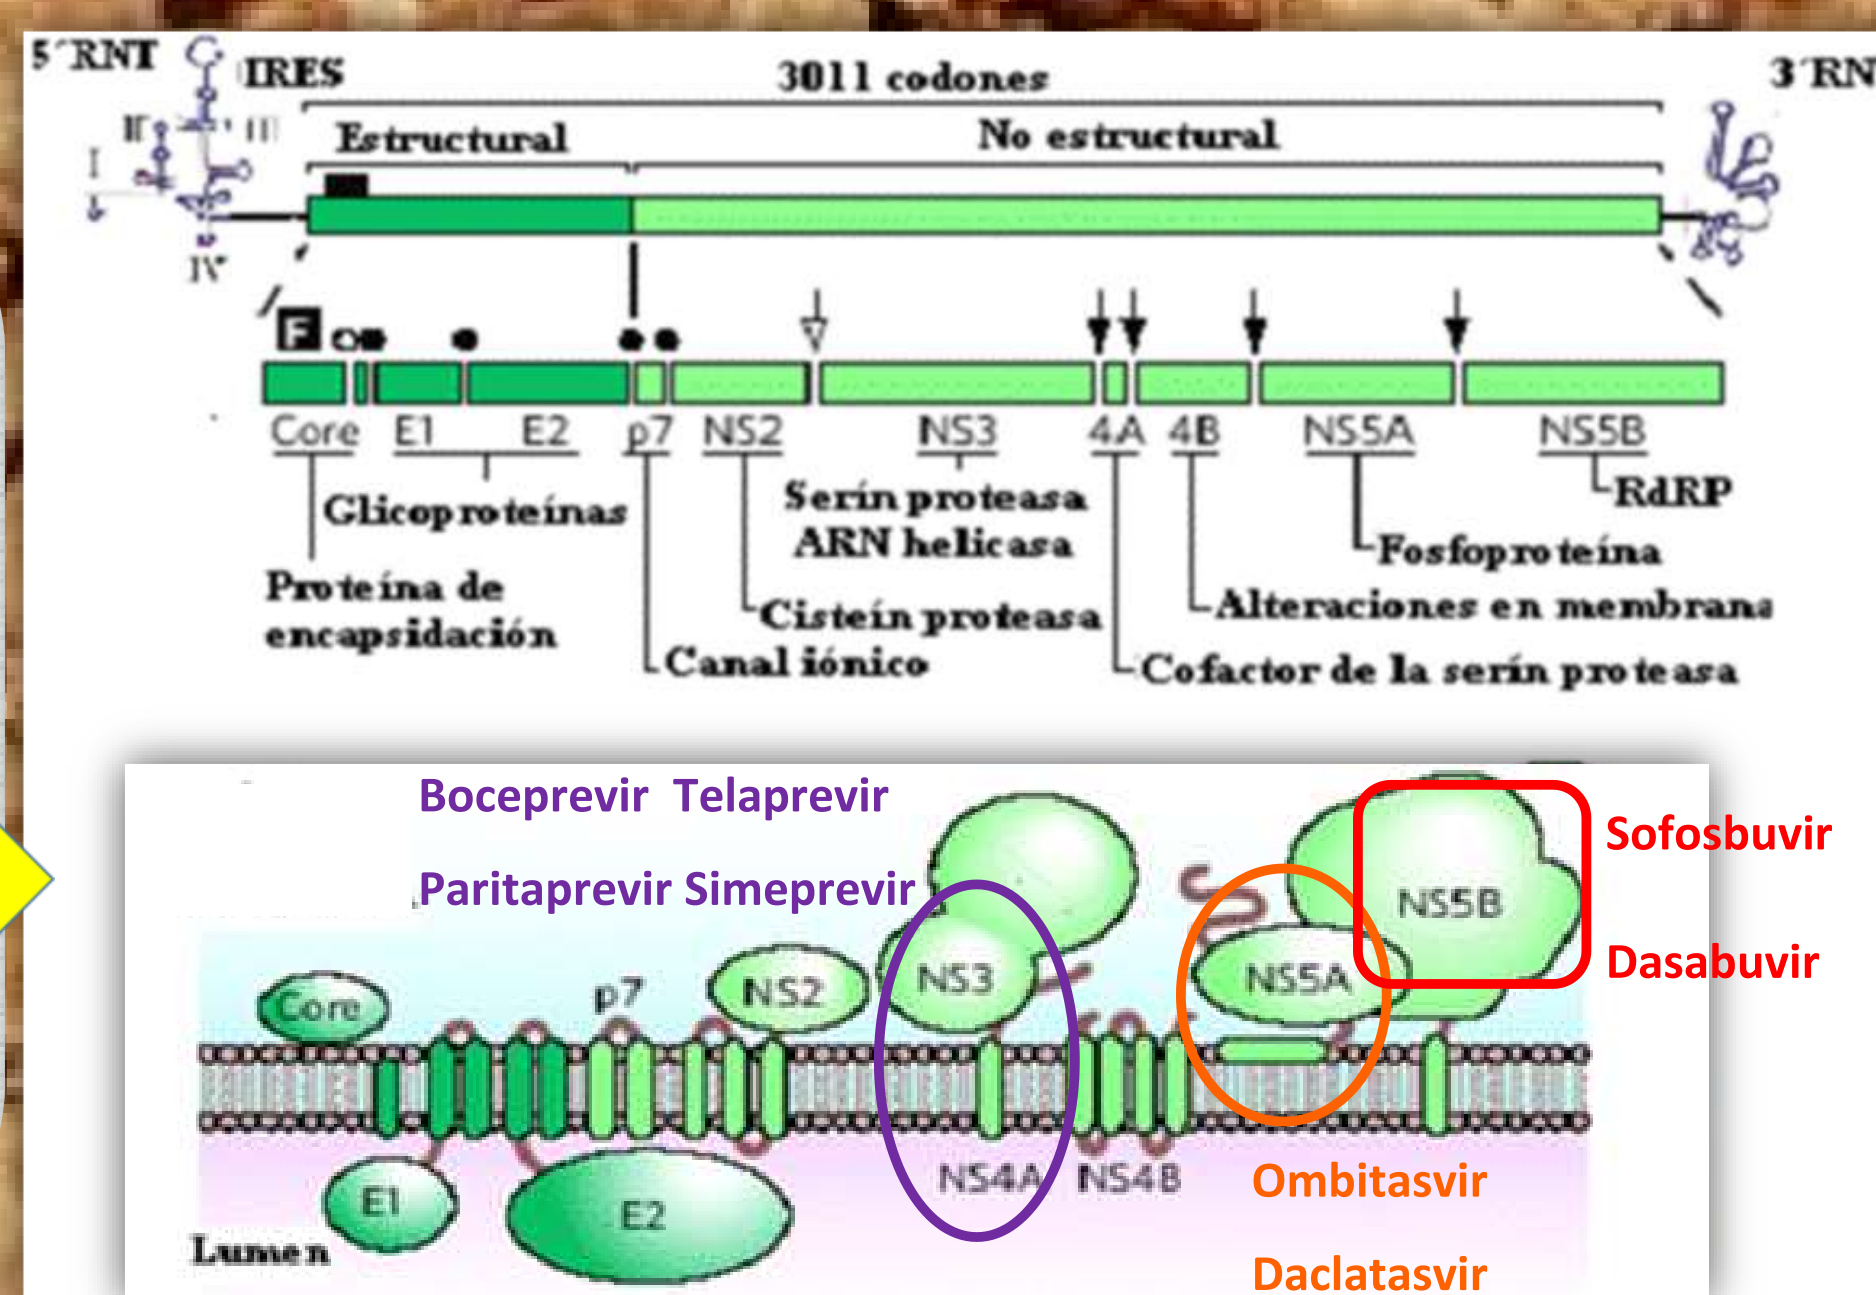 5´RNT IRES 3011 codones 3´RN
II III
I
Estructural No estructural
IV
F
Core E1 E2 p7 NS2 NS3 4A 4B NS5A NS5B
Glicoproteínas
Serín proteasa
ARN helicasa
RdRP
Fosfoproteína
Proteína de
encapsidación
Cisteín proteasa
Alteraciones en membrana
Canal iónico
Cofactor de la serín proteasa
Boceprevir Telaprevir
Paritaprevir Simeprevir
Sofosbuvir
Dasabuvir
NS5B
Core p7 NS2 NS3 NS5A
NS4A NS4B
E1 E2
Lumen
Ombitasvir
Daclatasvir